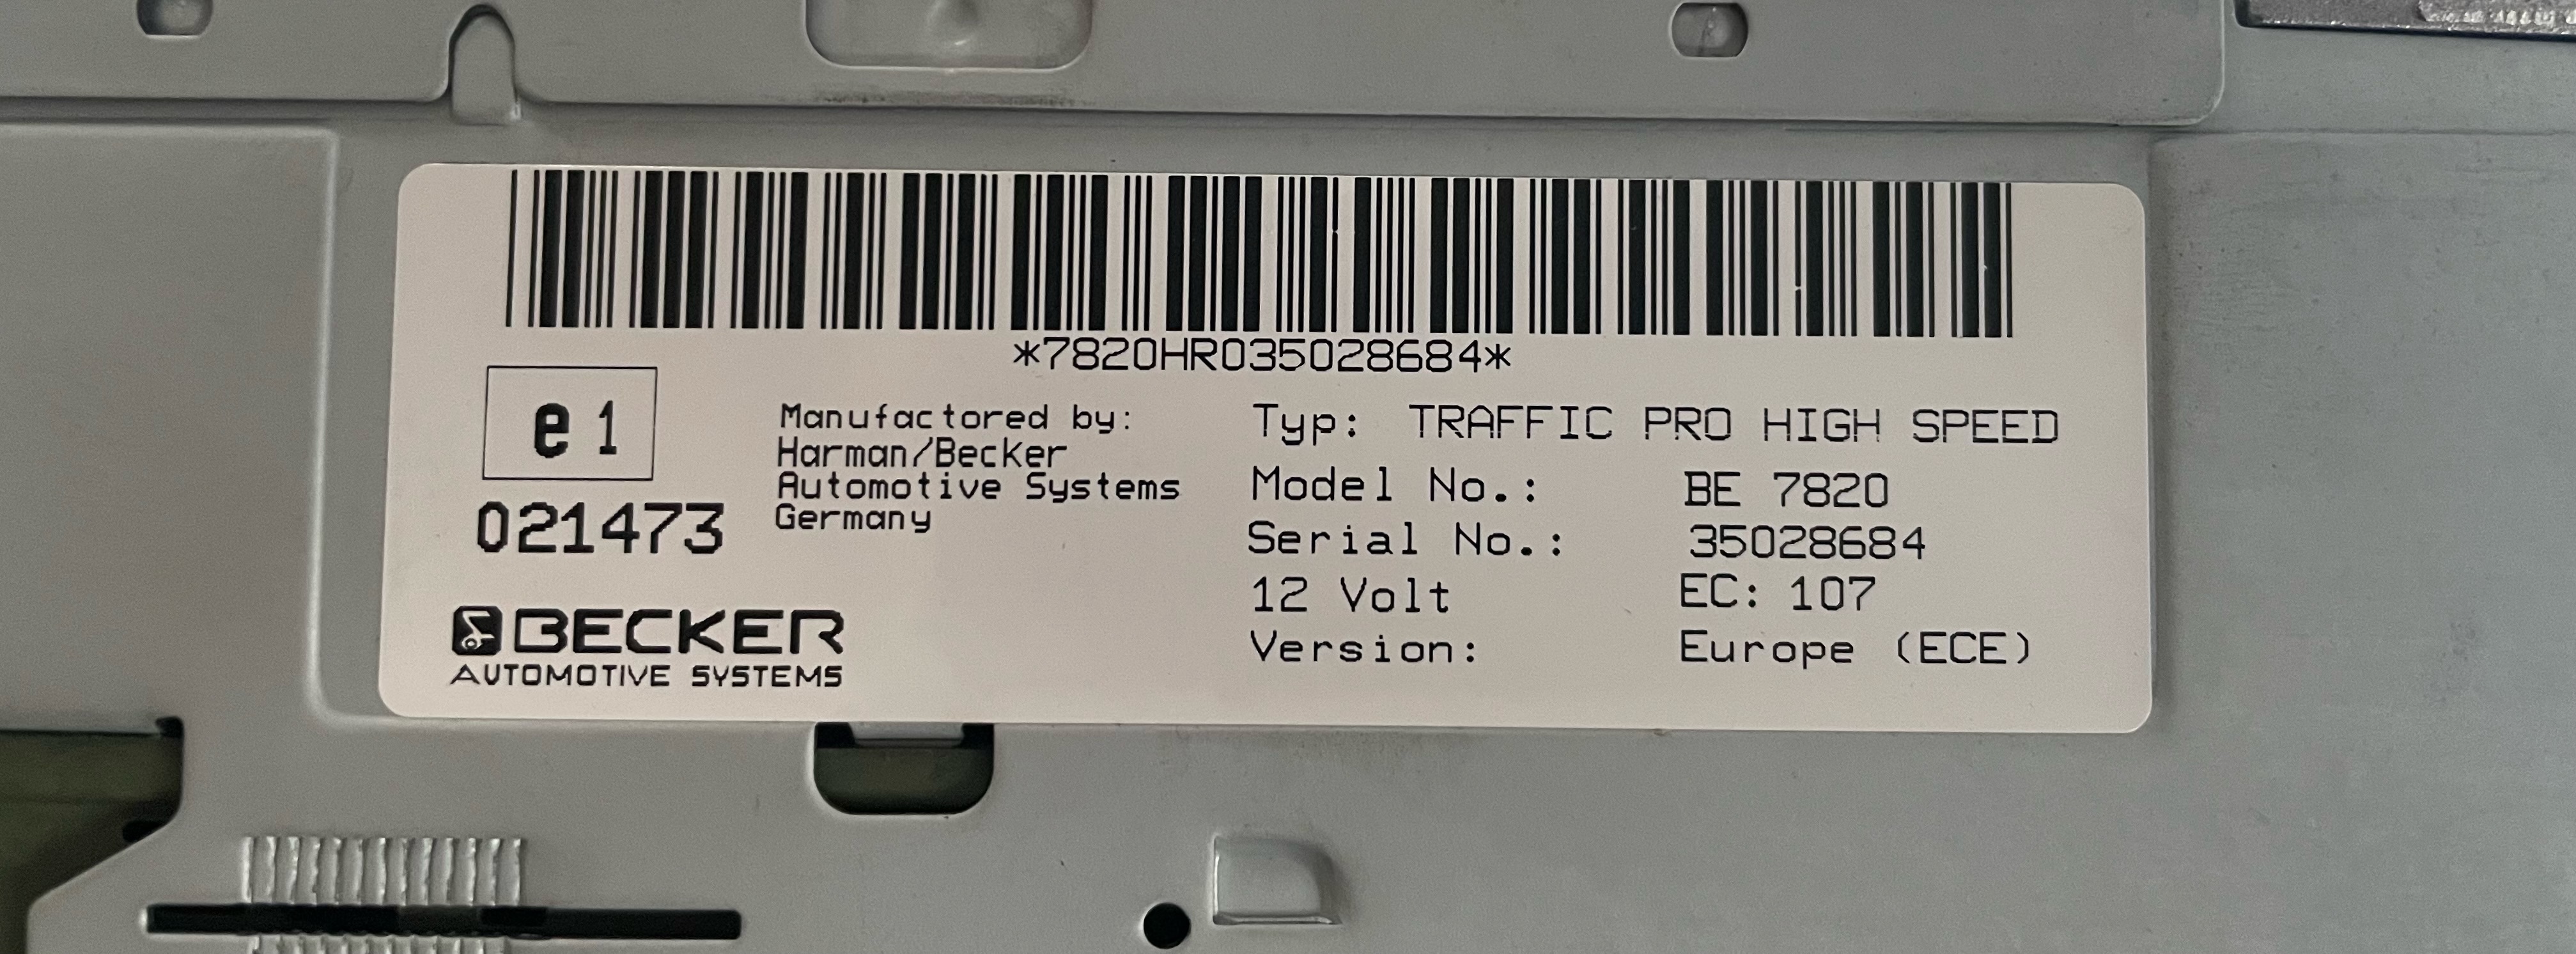 *7820HR035028684*
e1
021473
Manufactored by:
Harman/Becker
Automotive Systems
Germany
BECKER
AUTOMOTIVE SYSTEMS
Typ: TRAFFIC PRO HIGH SPEED
Model No.: BE 7820
Serial No.: 35028684
12 Volt EC: 107
Version: Europe (ECE)